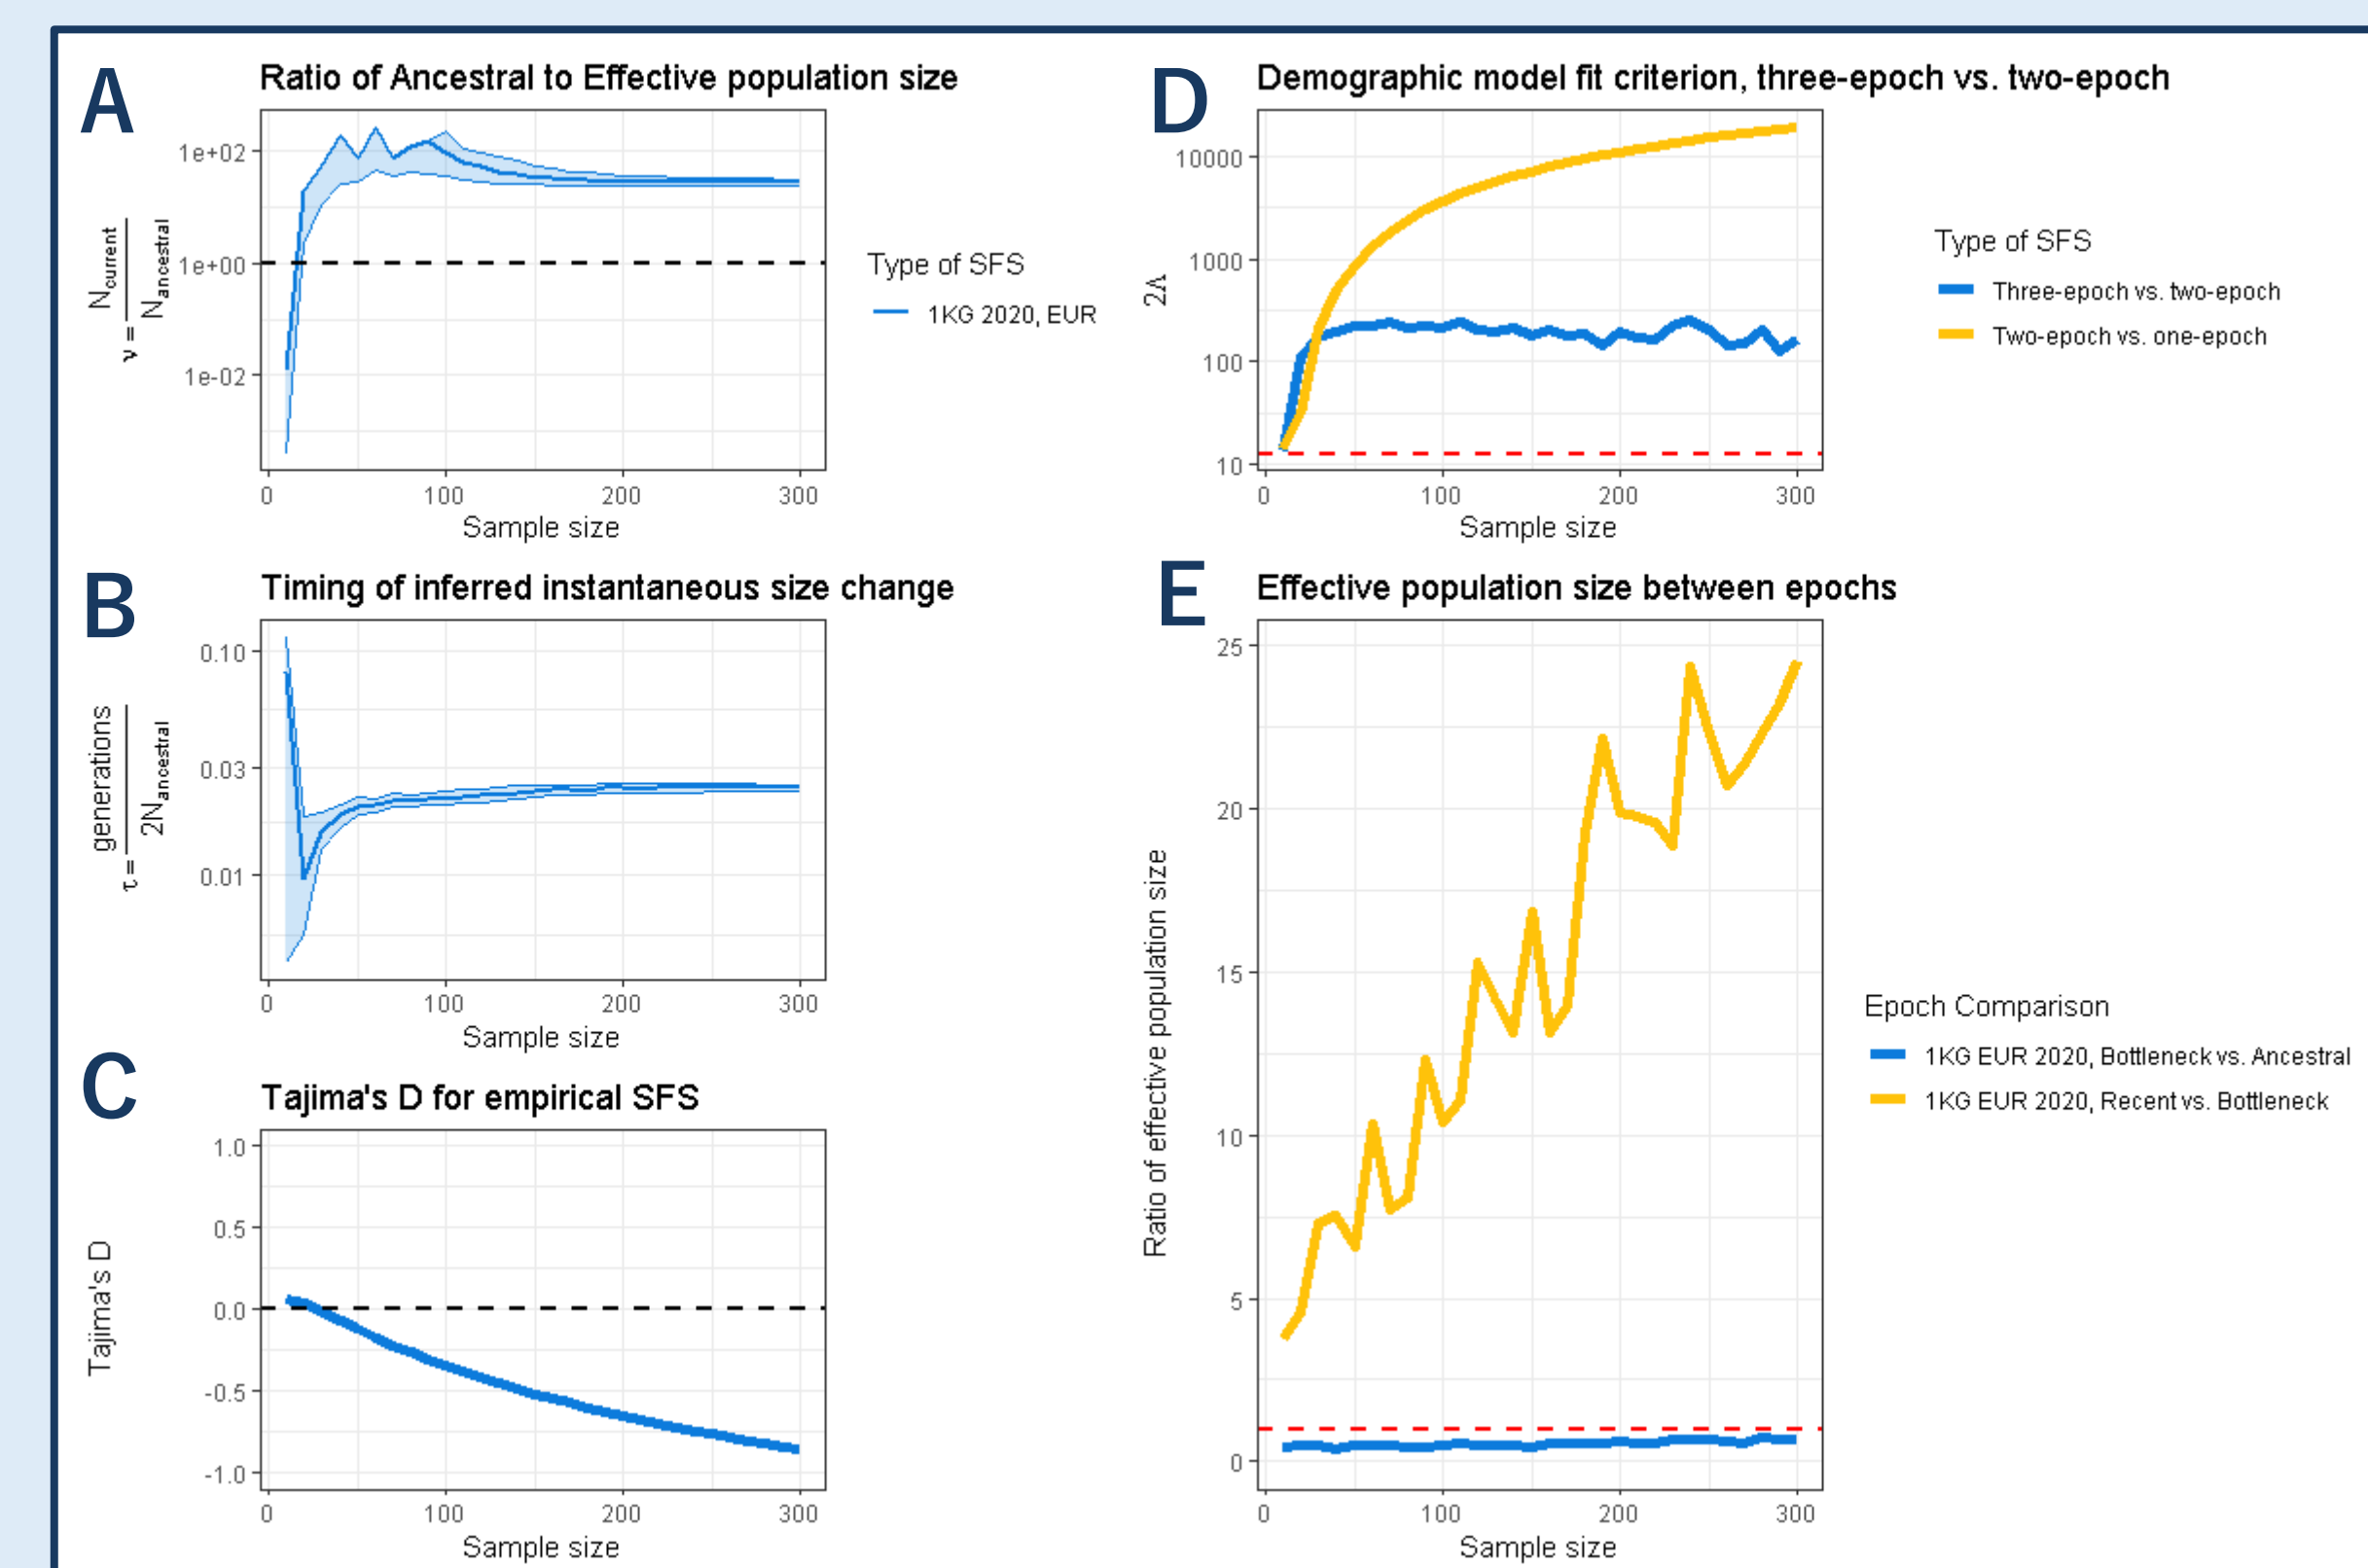 A
Ratio of Ancestral to Effective population size
ν = Ncurrent / Nancestral
1e+02
1e+00
1e-02
0 100 200 300
Sample size
Type of SFS
1KG 2020, EUR
B
Timing of inferred instantaneous size change
τ = generations / 2Nancestral
0.10
0.03
0.01
0 100 200 300
Sample size
C
Tajima's D for empirical SFS
Tajima's D
1.0
0.5
0.0
-0.5
-1.0
0 100 200 300
Sample size
D
Demographic model fit criterion, three-epoch vs. two-epoch
2Λ
10000
1000
100
10
0 100 200 300
Sample size
Type of SFS
Three-epoch vs. two-epoch
Two-epoch vs. one-epoch
E
Effective population size between epochs
Ratio of effective population size
25
20
15
10
5
0
0 100 200 300
Sample size
Epoch Comparison
1KG EUR 2020, Bottleneck vs. Ancestral
1KG EUR 2020, Recent vs. Bottleneck